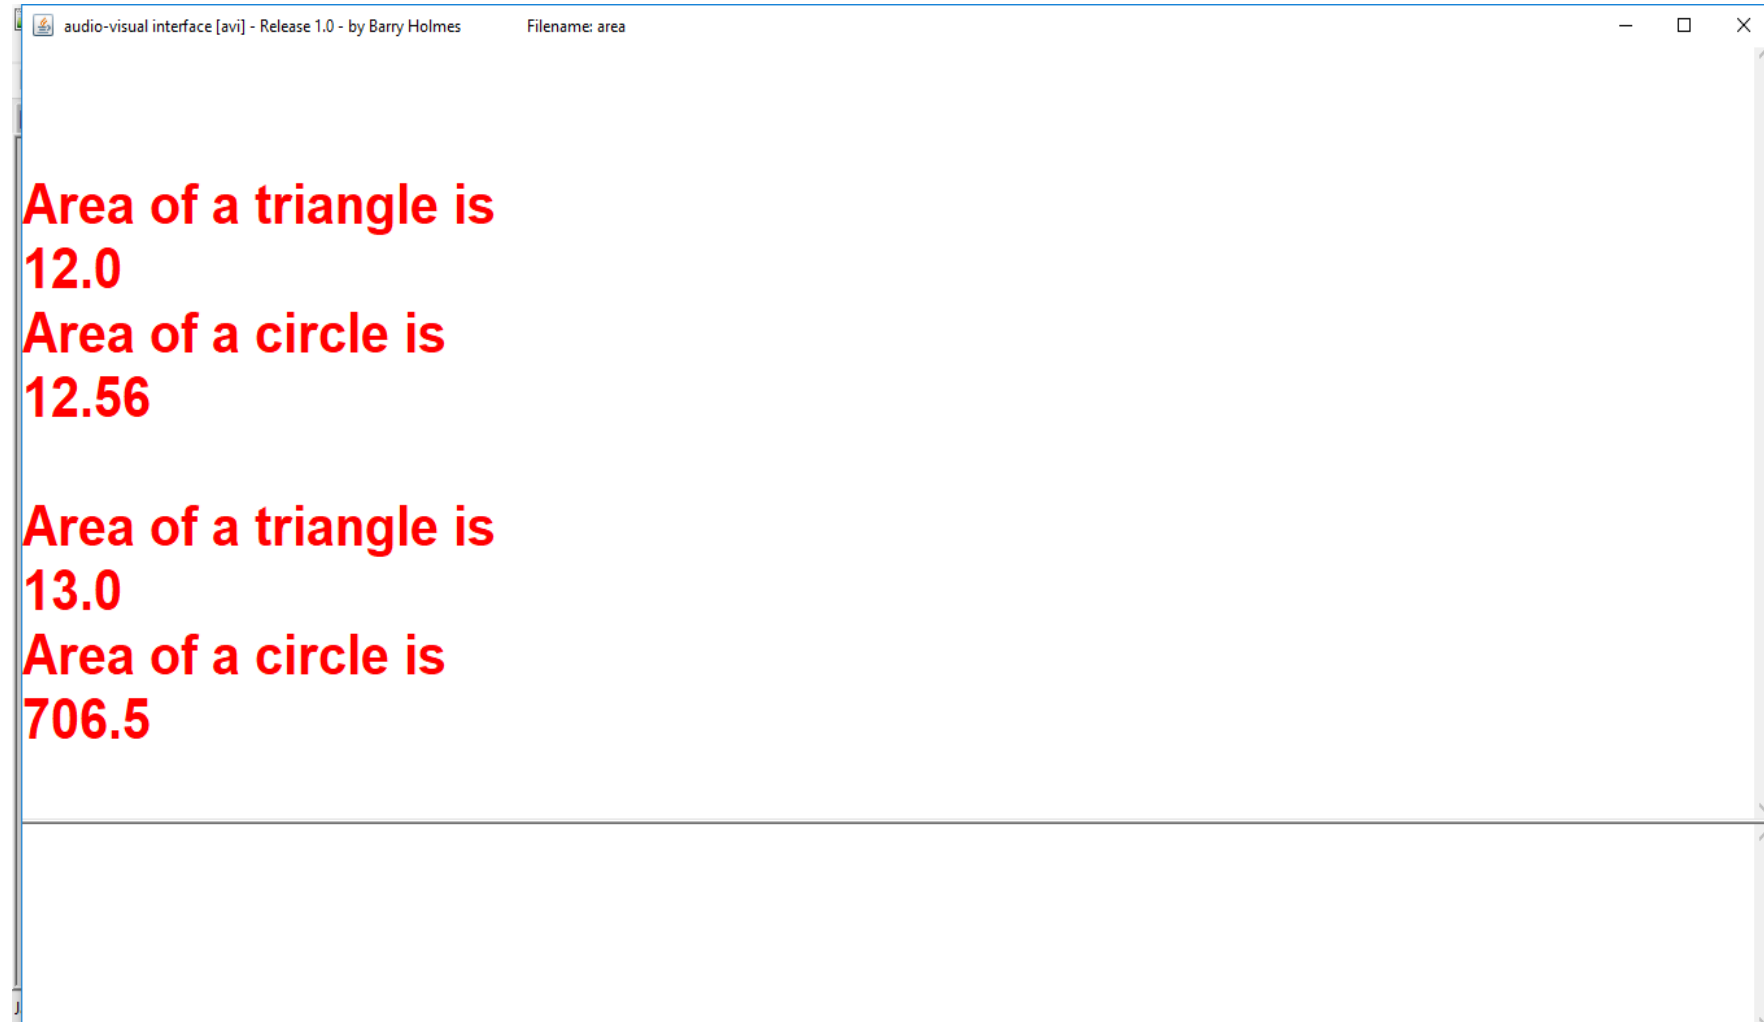 audio-visual interface [avi] - Release 1.0 - by Barry Holmes Filename: area
Area of a triangle is
12.0
Area of a circle is
12.56
Area of a triangle is
13.0
Area of a circle is
706.5